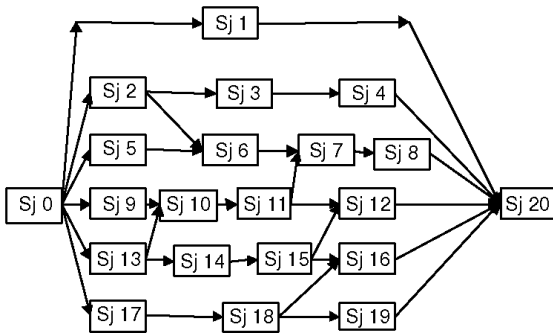 Sj 1
Sj 2
Sj 3
Sj 4
Sj 5
Sj 6
Sj 7
Sj 8
Sj 0
Sj 9
Sj 10
Sj 11
Sj 12
Sj 20
Sj 13
Sj 14
Sj 15
Sj 16
Sj 17
Sj 18
Sj 19